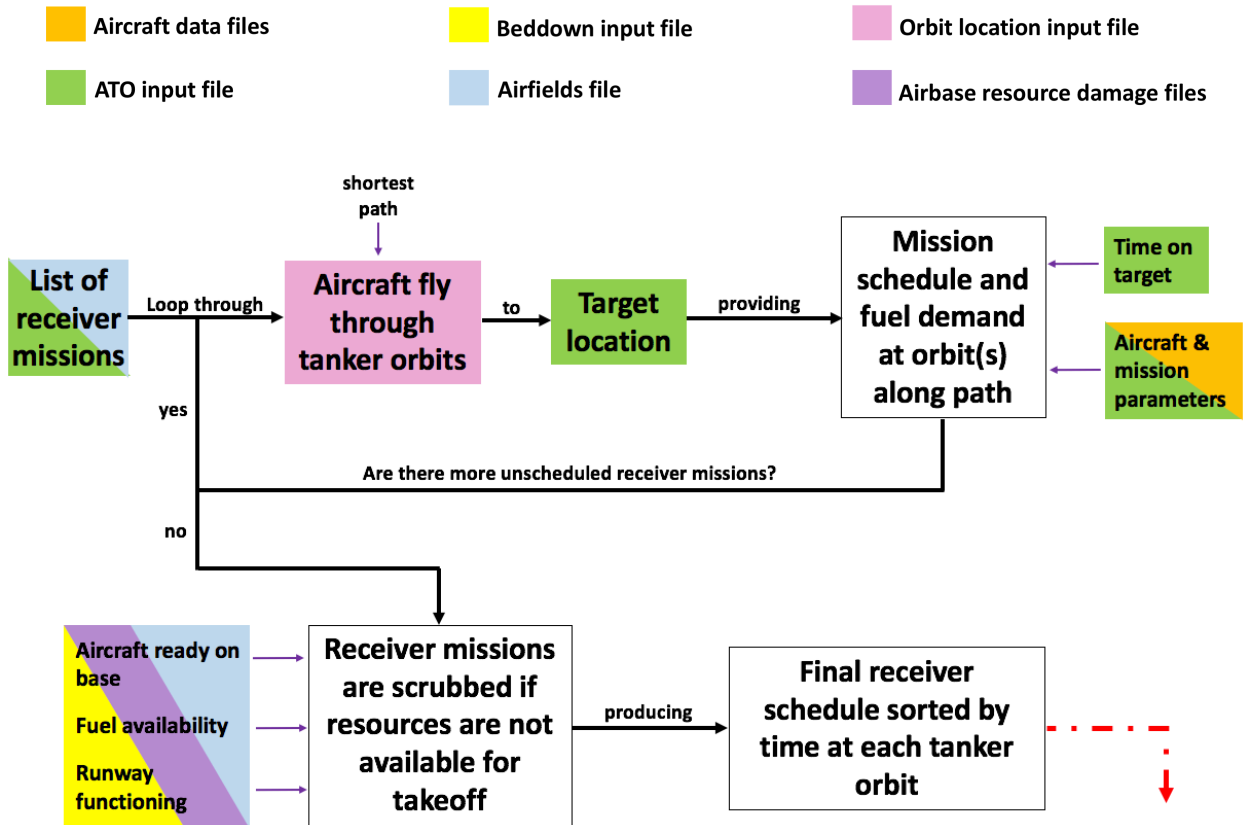 Aircraft data files
Beddown input file
Orbit location input file
ATO input file
Airfields file
Airbase resource damage files
shortest
path
List of
receiver
missions
Loop through
Aircraft fly
through
tanker orbits
to
Target
location
providing
Mission
schedule and
fuel demand
at orbit(s)
along path
Time on
target
Aircraft &
mission
parameters
yes
Are there more unscheduled receiver missions?
no
Aircraft ready on
base
Fuel availability
Runway
functioning
Receiver missions
are scrubbed if
resources are not
available for
takeoff
producing
Final receiver
schedule sorted by
time at each tanker
orbit